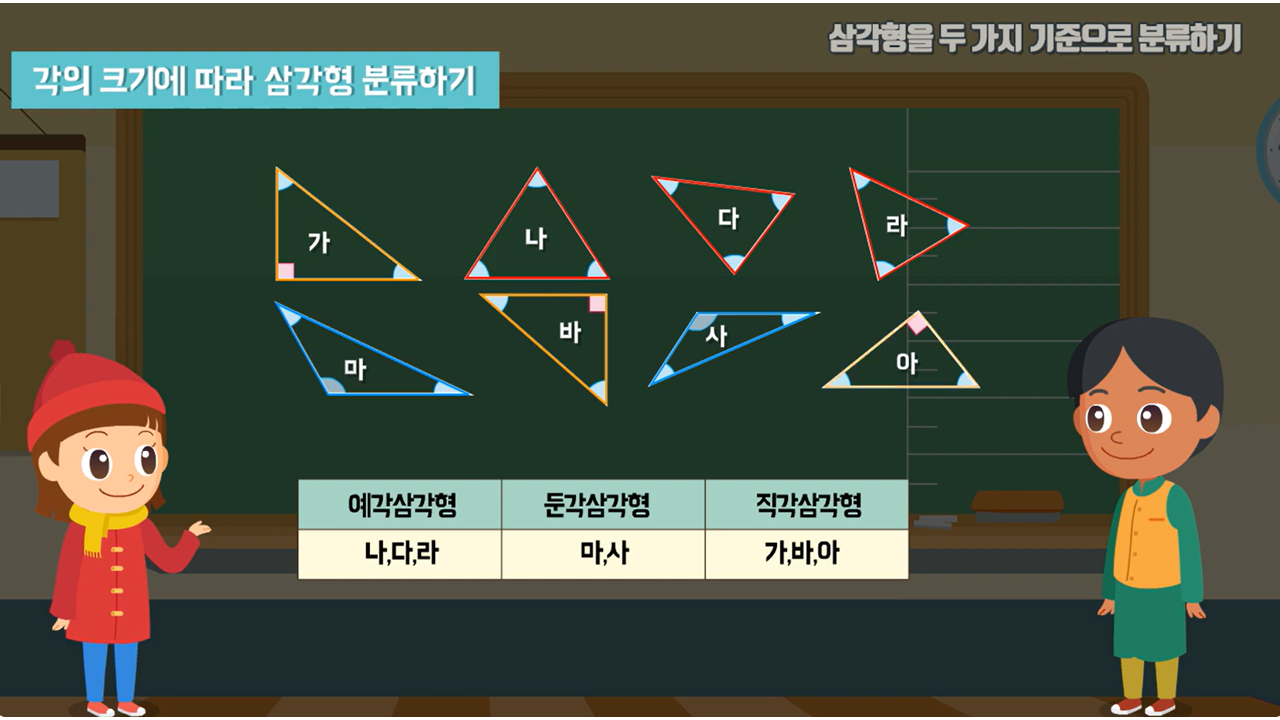 삼각형을 두 가지 기준으로 분류하기
각의 크기에 따라 삼각형 분류하기
가
나
다
라
마
바
사
아
예각삼각형 둔각삼각형 직각삼각형
나,다,라 마,사 가,바,아